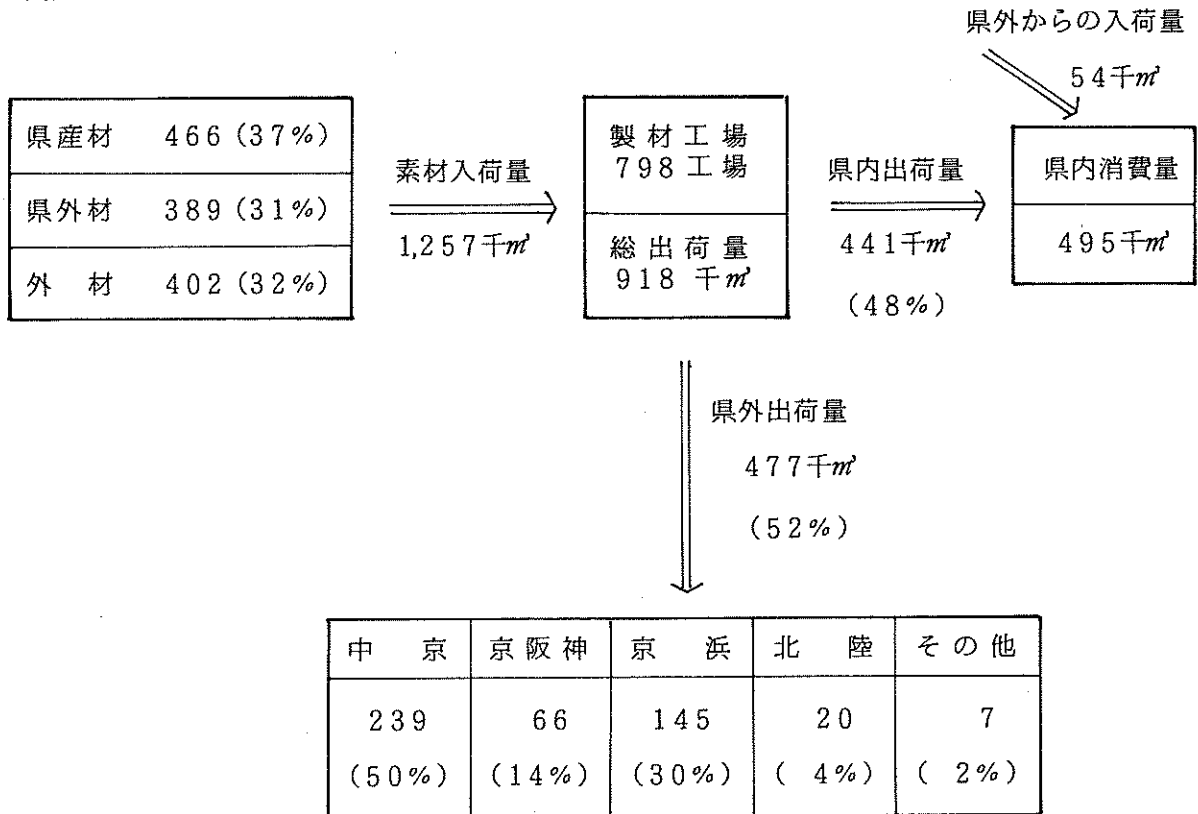 県外からの入荷量
54千㎥
県産材 466 (37%)
県外材 389 (31%)
外材 402 (32%)
素材入荷量
1,257千㎥
製材工場
798工場
総出荷量
918千㎥
県内出荷量
441千㎥
(48%)
県内消費量
495千㎥
県外出荷量
477千㎥
(52%)
中京 京阪神 京浜 北陸 その他
239 66 145 20 7
(50%) (14%) (30%) ( 4%) ( 2%)